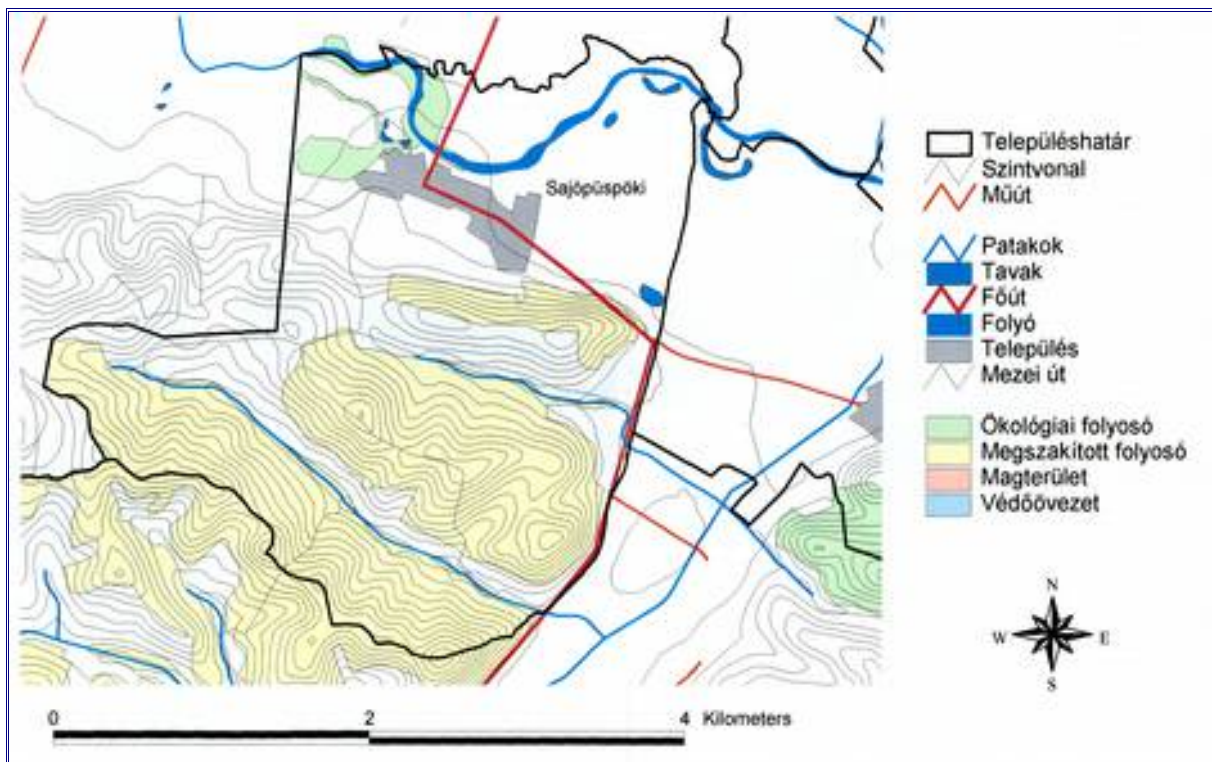 Sajópüspöki
Településhatár
Szintvonal
Műút
Patakok
Tavak
Főút
Folyó
Település
Mezei út
Ökológiai folyosó
Megszakított folyosó
Magterület
Védőövezet
N
W E
S
0 2 4 Kilometers